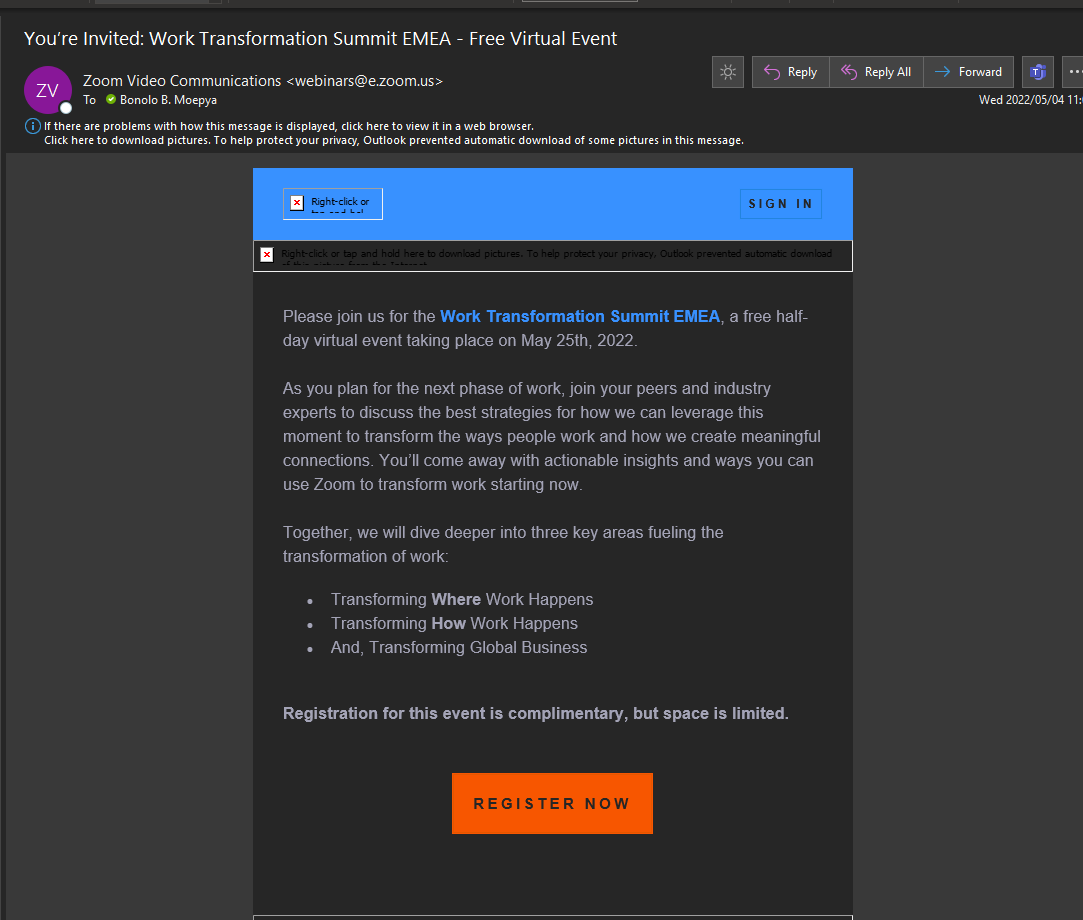 You’re Invited: Work Transformation Summit EMEA - Free Virtual Event
ZV
Zoom Video Communications <webinars@e.zoom.us>
To Bonolo B. Moepya
Reply
Reply All
Forward
Wed 2022/05/04 11:
If there are problems with how this message is displayed, click here to view it in a web browser.
Click here to download pictures. To help protect your privacy, Outlook prevented automatic download of some pictures in this message.
Right-click or
tap and hol
SIGN IN
Right-click or tap and hold here to download pictures. To help protect your privacy, Outlook prevented automatic download
of this picture from the Internet.
Please join us for the Work Transformation Summit EMEA, a free half-
day virtual event taking place on May 25th, 2022.
As you plan for the next phase of work, join your peers and industry
experts to discuss the best strategies for how we can leverage this
moment to transform the ways people work and how we create meaningful
connections. You’ll come away with actionable insights and ways you can
use Zoom to transform work starting now.
Together, we will dive deeper into three key areas fueling the
transformation of work:
• Transforming Where Work Happens
• Transforming How Work Happens
• And, Transforming Global Business
Registration for this event is complimentary, but space is limited.
REGISTER NOW